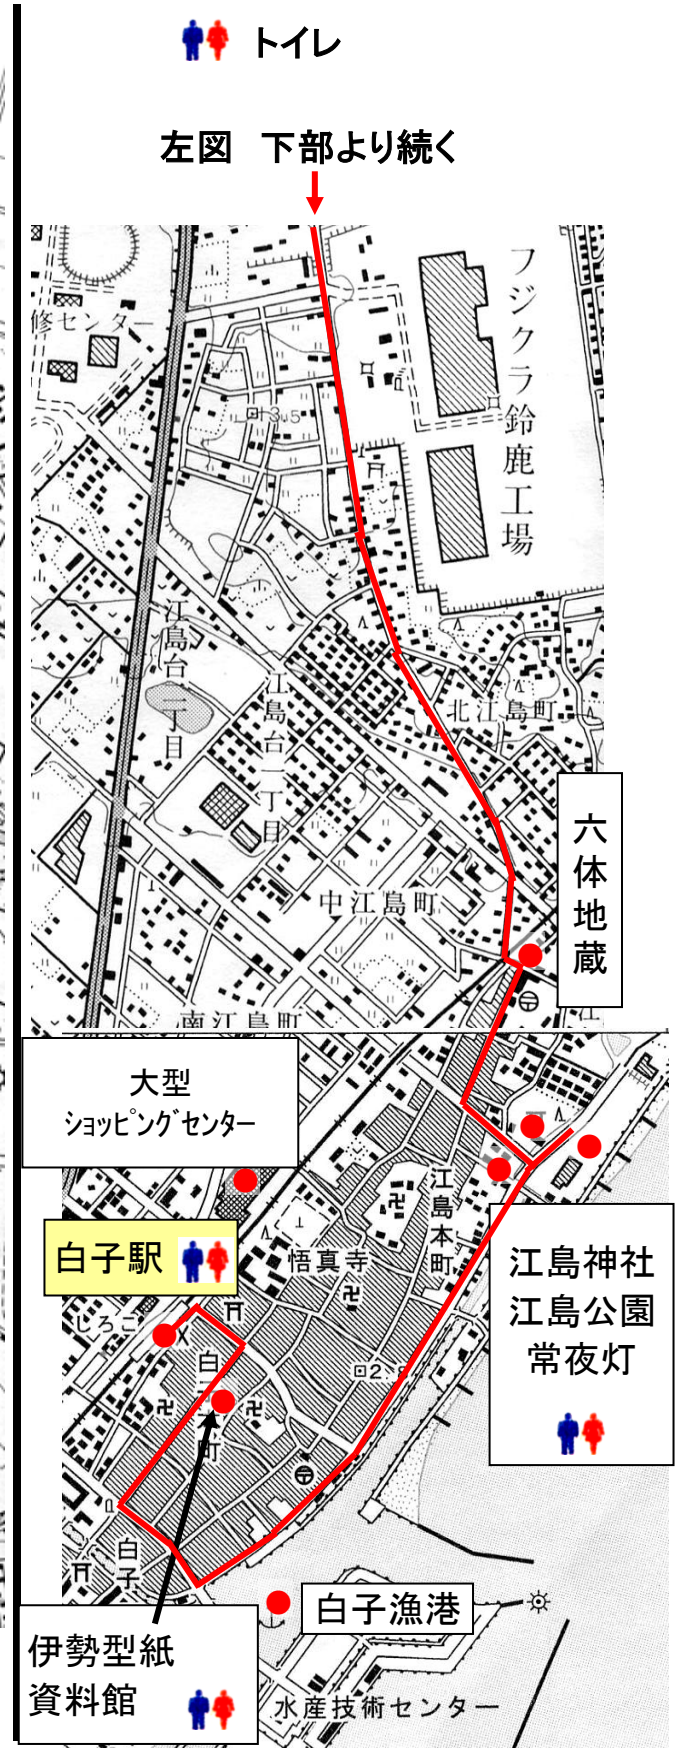 トイレ
左図 下部より続く
修センター
フジクラ鈴鹿工場
江島台二丁目
江島台一丁目
北江島町
六体地蔵
中江島町
南江島町
大型
ショッピングセンター
江島本町
白子駅
悟真寺
江島神社
江島公園
常夜灯
しろこ
白子
白子漁港
伊勢型紙
資料館
水産技術センター